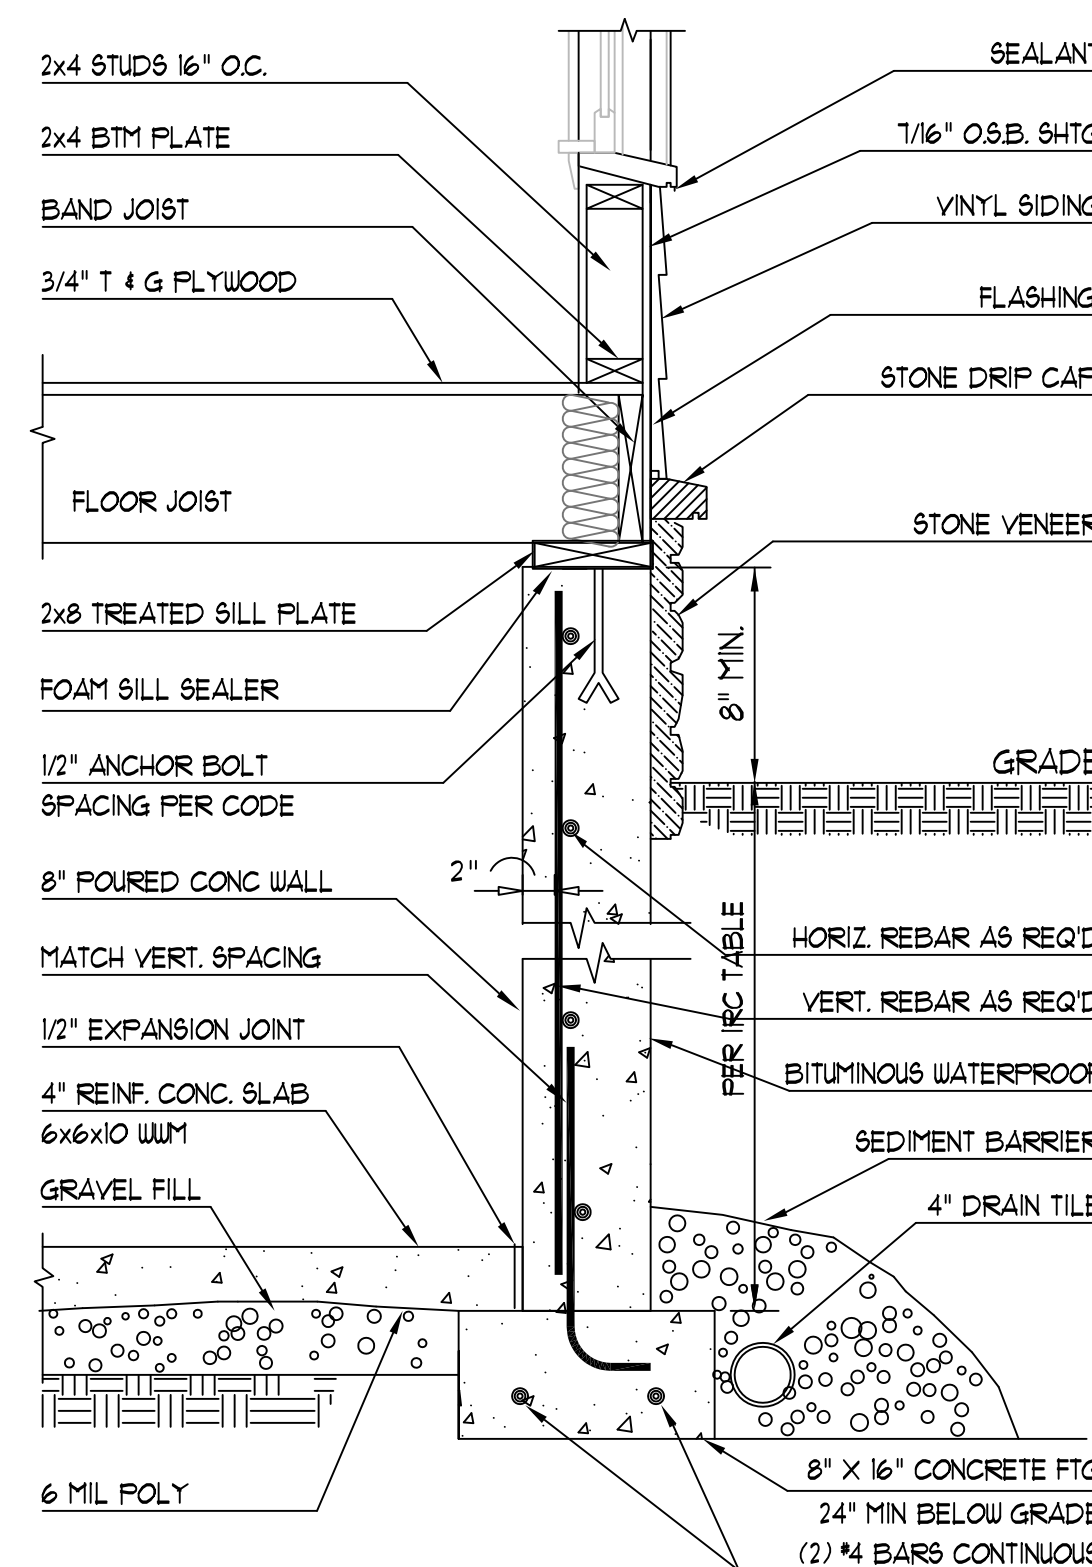 2x4 STUDS 16" O.C.
2x4 BTM PLATE
BAND JOIST
3/4" T & G PLYWOOD
FLOOR JOIST
2x8 TREATED SILL PLATE
FOAM SILL SEALER
1/2" ANCHOR BOLT
SPACING PER CODE
2"
8" POURED CONC WALL
MATCH VERT. SPACING
1/2" EXPANSION JOINT
4" REINF. CONC. SLAB
6x6x10 WWM
GRAVEL FILL
6 MIL POLY
SEALANT
7/16" O.S.B. SHTG
VINYL SIDING
FLASHING
STONE DRIP CAP
STONE VENEER
8" MIN.
GRADE
PER IRC TABLE
HORIZ. REBAR AS REQ'D
VERT. REBAR AS REQ'D
BITUMINOUS WATERPROOF
SEDIMENT BARRIER
4" DRAIN TILE
8" X 16" CONCRETE FTG
24" MIN BELOW GRADE
(2) #4 BARS CONTINUOUS